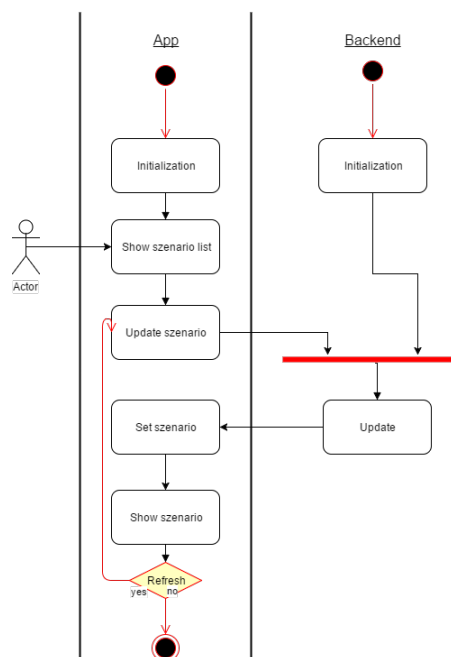 App
Backend
Initialization
Initialization
Show szenario list
Actor
Update szenario
Set szenario
Update
Show szenario
Refresh
yes
no